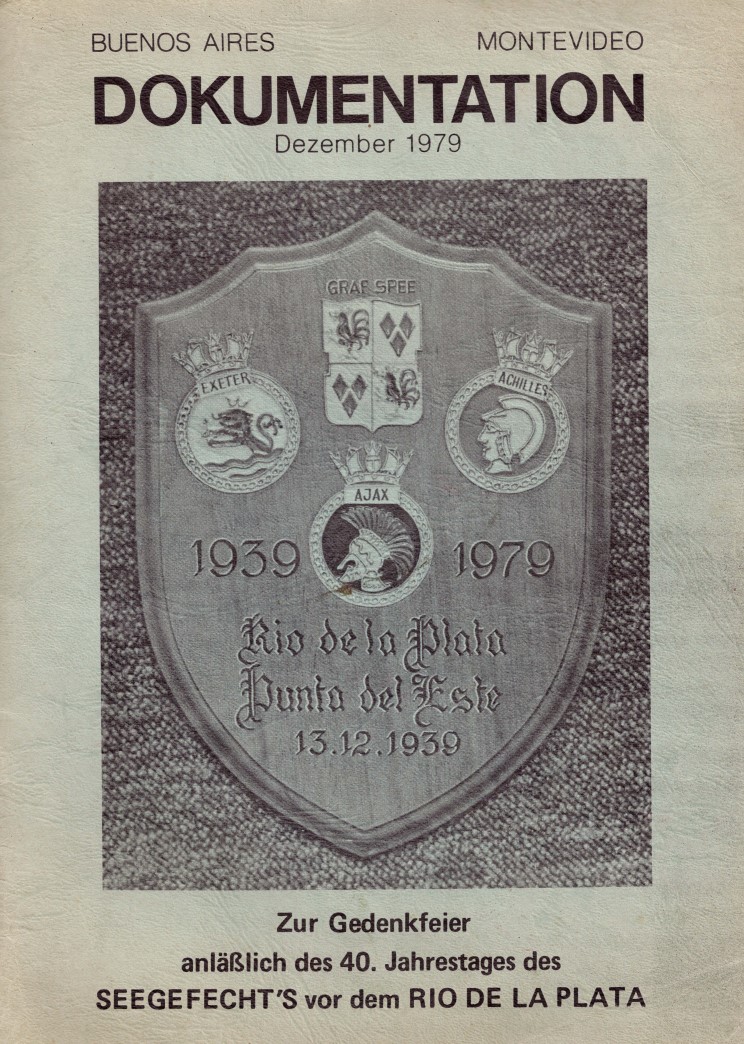 BUENOS AIRES MONTEVIDEO
DOKUMENTATION
Dezember 1979
GRAF SPEE
EXETER
ACHILLES
AJAX
1939 1979
Rio de la Plata
Punta del Este
13.12.1939
Zur Gedenkfeier
anläßlich des 40. Jahrestages des
SEEGEFECHT'S vor dem RIO DE LA PLATA